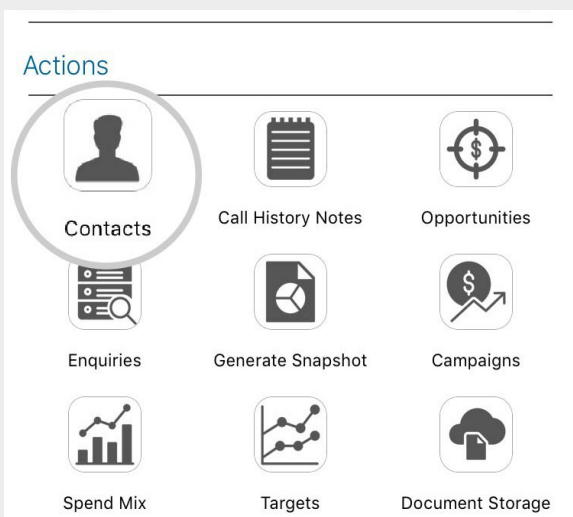 Actions
Contacts
Call History Notes
Opportunities
$
Enquiries
Generate Snapshot
Campaigns
$
Spend Mix
Targets
Document Storage